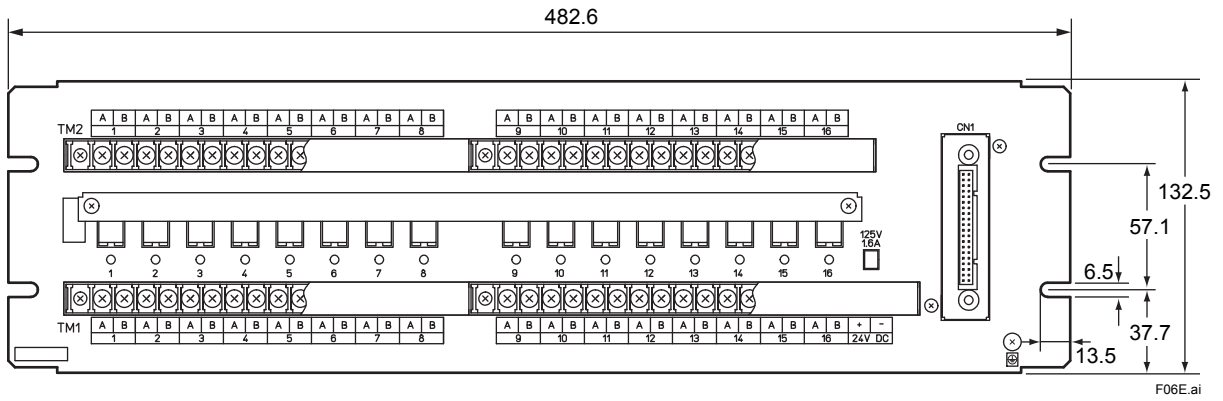 482.6
A B A B A B A B A B A B A B A B A B A B A B A B A B A B A B A B
TM2 1 2 3 4 5 6 7 8 9 10 11 12 13 14 15 16
CN1
132.5
57.1
125V
1.6A
1 2 3 4 5 6 7 8 9 10 11 12 13 14 15 16
6.5
TM1 A B A B A B A B A B A B A B A B A B A B A B A B A B A B A B A B + −
1 2 3 4 5 6 7 8 9 10 11 12 13 14 15 16 24V DC
37.7
13.5
F06E.ai